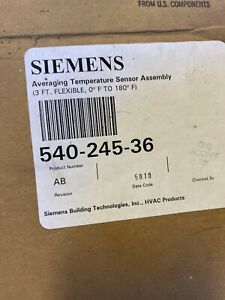 FROM U.S. COMPONENTS
SIEMENS
Averaging Temperature Sensor Assembly
(3 FT. FLEXIBLE, 0° F TO 180° F)
540-245-36
Product Number
AB
5010
Revision
Date Code
Checked By
Siemens Building Technologies, Inc., HVAC Products